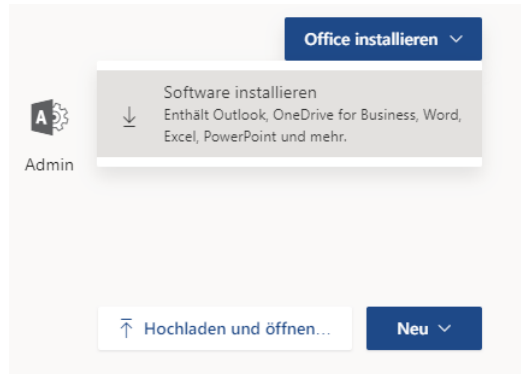 Office installieren
Software installieren
Enthält Outlook, OneDrive for Business, Word,
Excel, PowerPoint und mehr.
A
Admin
Hochladen und öffnen...
Neu